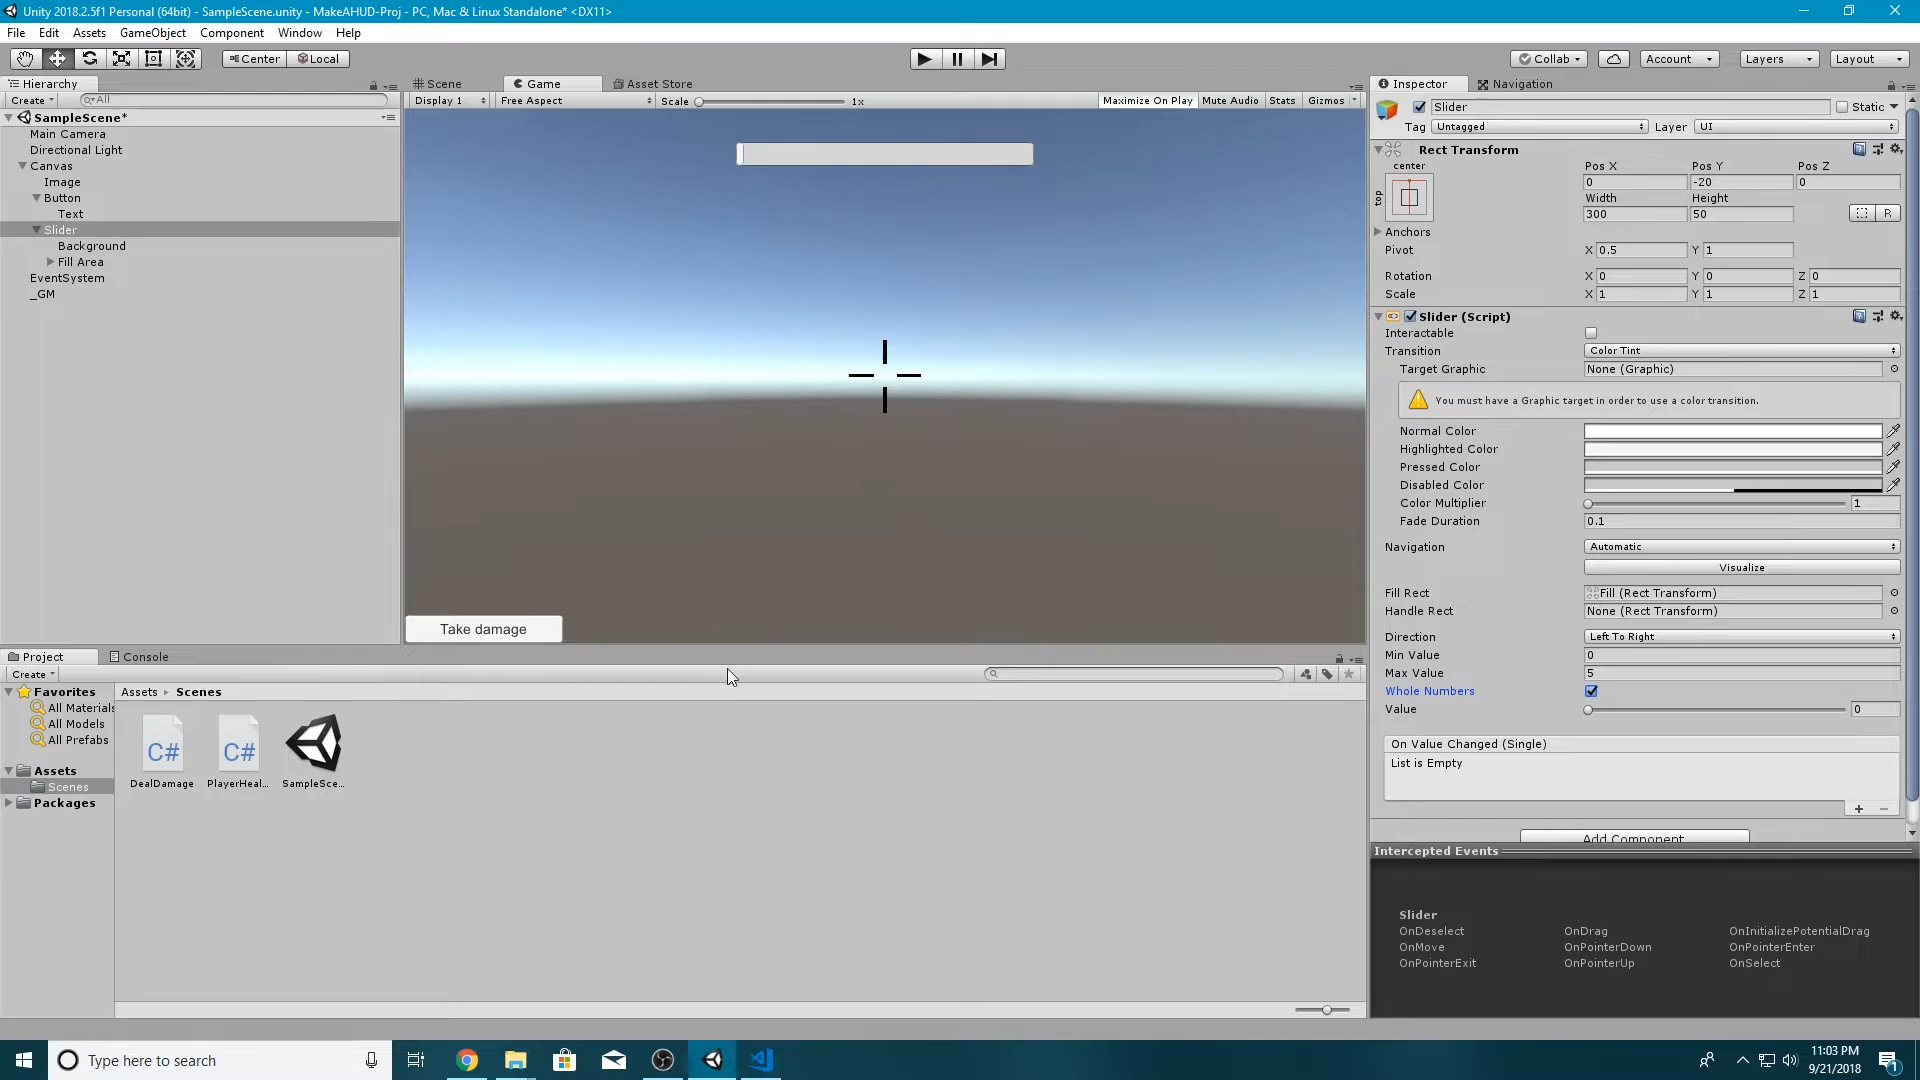 Unity 2018.2.5f1 Personal (64bit) - SampleScene.unity - MakeAHUD-Proj - PC, Mac & Linux Standalone* <DX11>
File Edit Assets GameObject Component Window Help
Center Local Collab Account Layers Layout
Hierarchy
Create All
SampleScene*
Main Camera
Directional Light
Canvas
Image
Button
Text
Slider
Background
Fill Area
EventSystem
_GM
Scene Game Asset Store
Display 1 Free Aspect Scale 1x Maximize On Play Mute Audio Stats Gizmos
Take damage
Inspector Navigation
Slider Static
Tag Untagged Layer UI
Rect Transform
center
top
Pos X Pos Y Pos Z
0 -20 0
Width Height
300 50
R
Anchors
Pivot X 0.5 Y 1
Rotation X 0 Y 0 Z 0
Scale X 1 Y 1 Z 1
Slider (Script)
Interactable
Transition Color Tint
Target Graphic None (Graphic)
You must have a Graphic target in order to use a color transition.
Normal Color
Highlighted Color
Pressed Color
Disabled Color
Color Multiplier 1
Fade Duration 0.1
Navigation Automatic
Visualize
Fill Rect Fill (Rect Transform)
Handle Rect None (Rect Transform)
Direction Left To Right
Min Value 0
Max Value 5
Whole Numbers
Value 0
On Value Changed (Single)
List is Empty
Add Component
Intercepted Events
Slider
OnDeselect OnDrag OnInitializePotentialDrag
OnMove OnPointerDown OnPointerEnter
OnPointerExit OnPointerUp OnSelect
Project Console
Create
Favorites
All Materials
All Models
All Prefabs
Assets
Scenes
Packages
Assets Scenes
C# C#
DealDamage PlayerHeal... SampleSce...
Type here to search
11:03 PM
9/21/2018
1